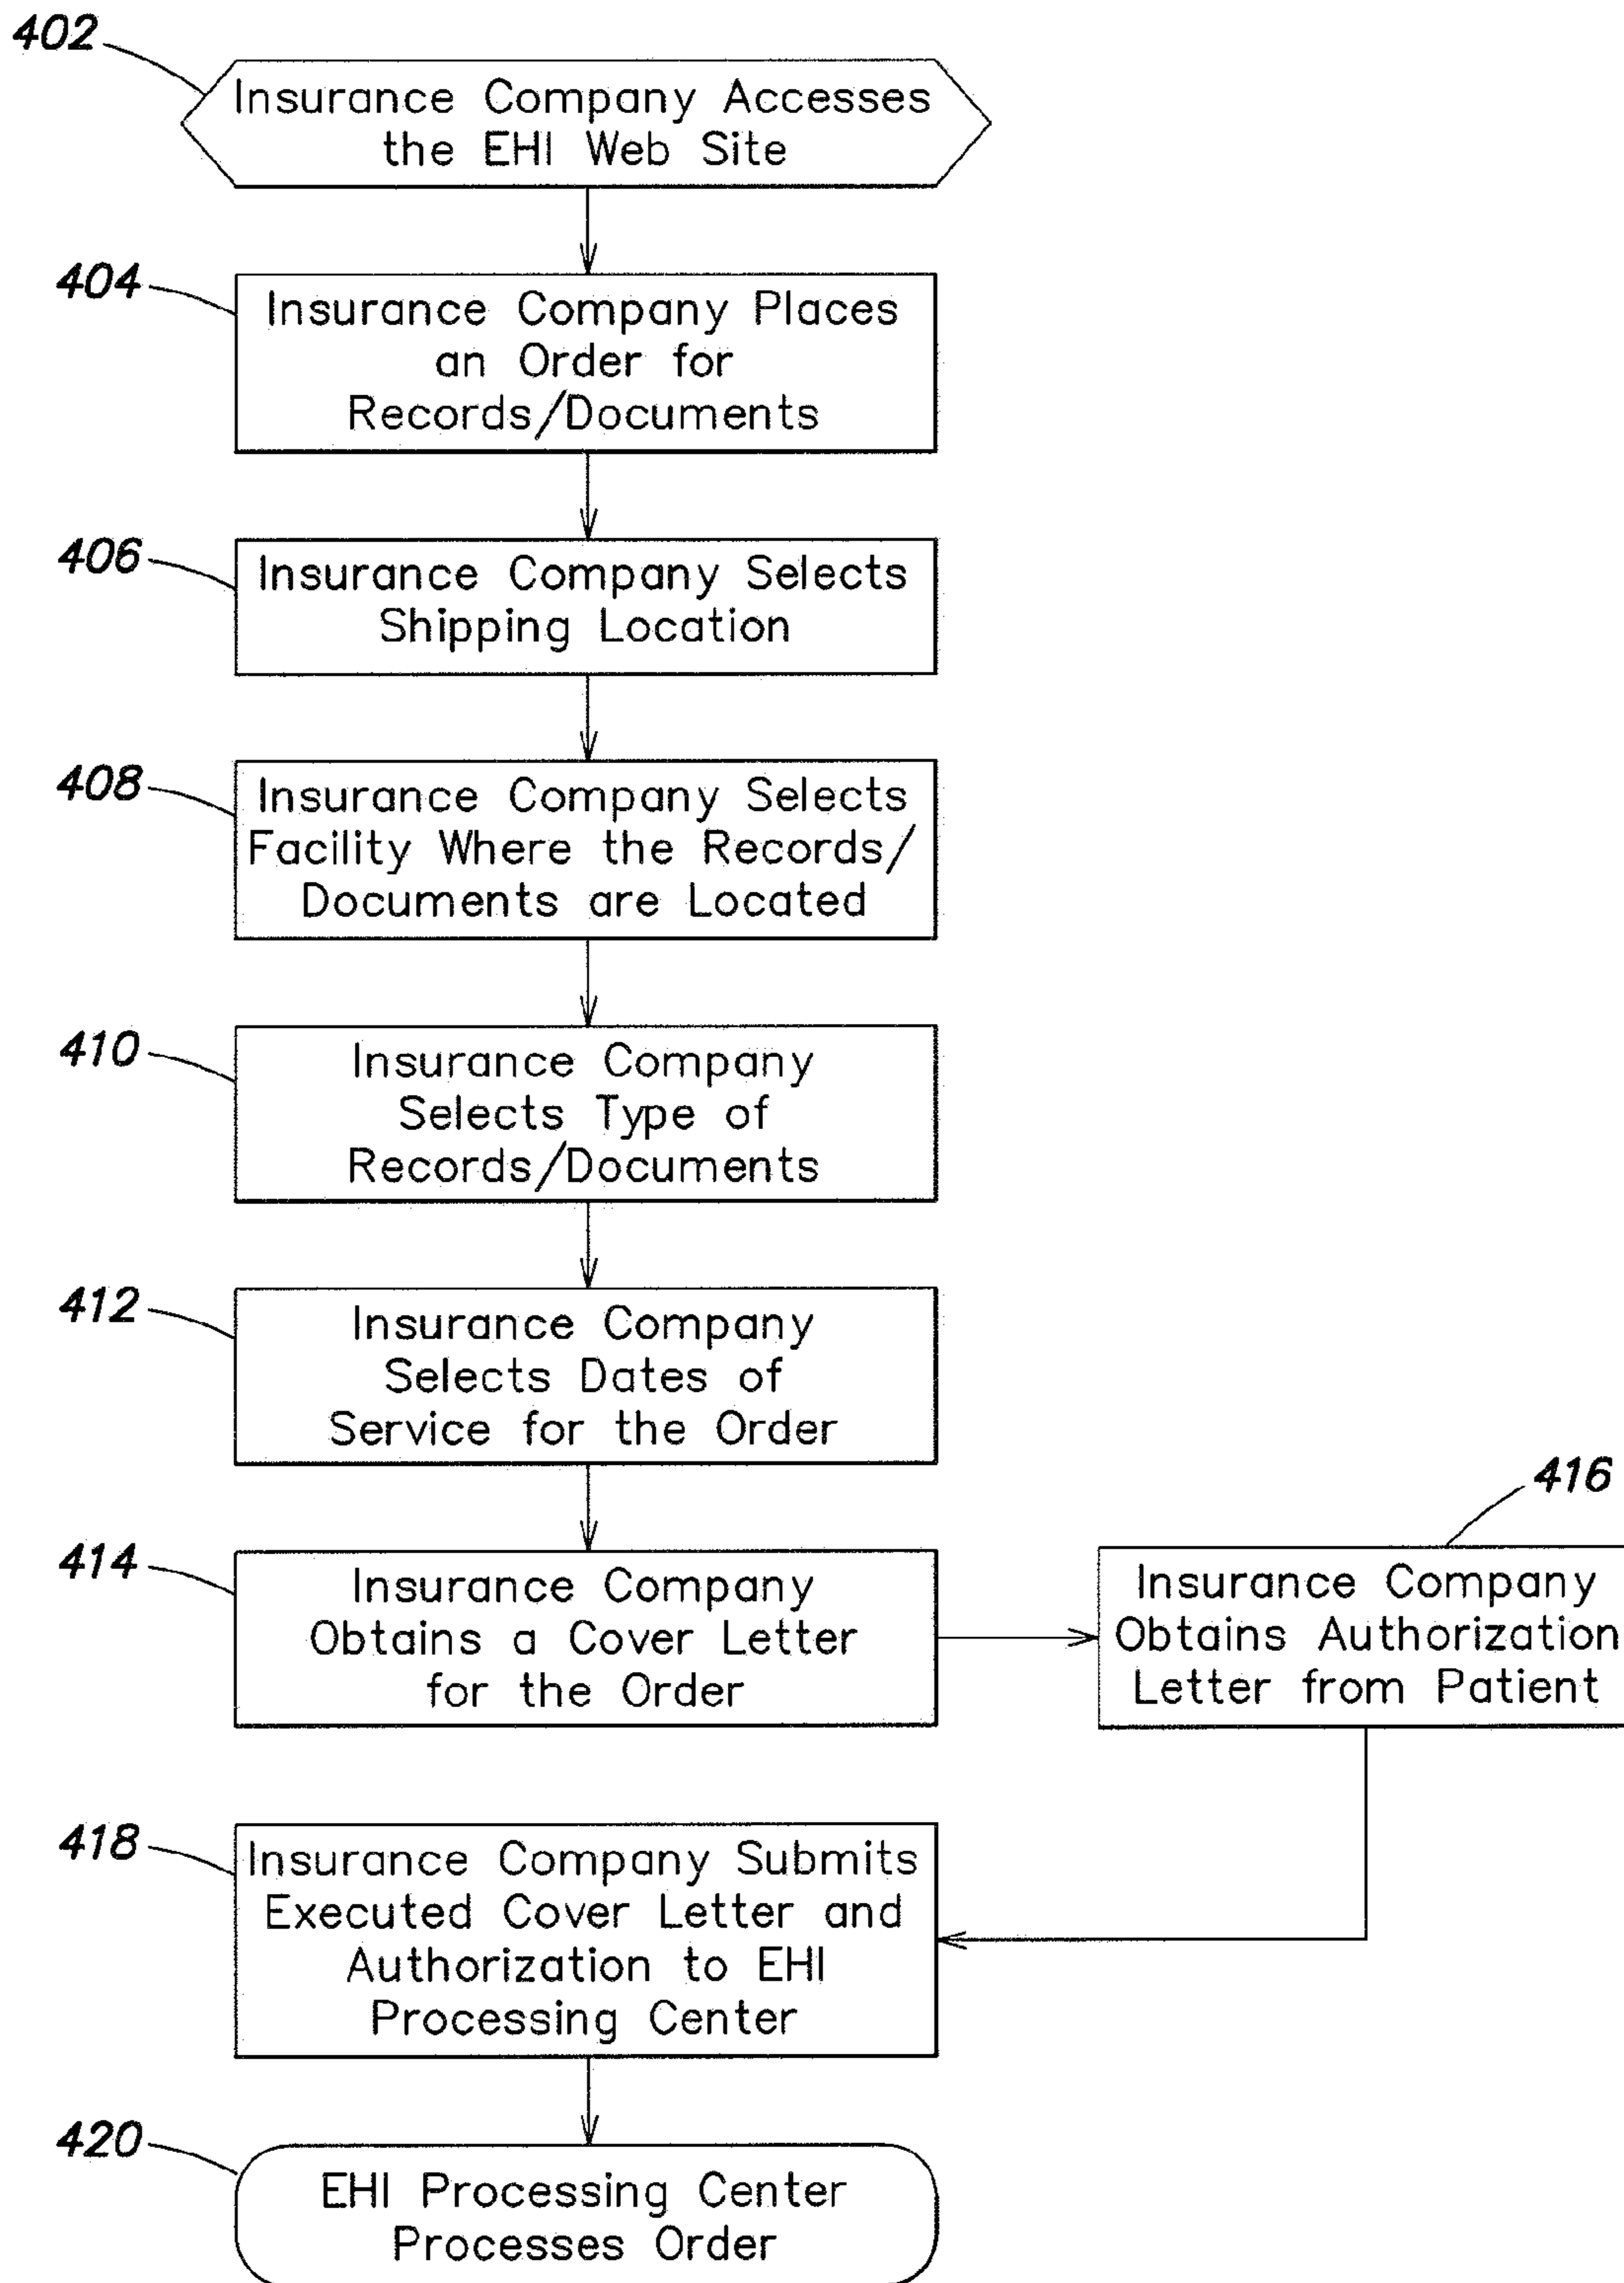 402
Insurance Company Accesses
the EHI Web Site
404
Insurance Company Places
an Order for
Records/Documents
406
Insurance Company Selects
Shipping Location
408
Insurance Company Selects
Facility Where the Records/
Documents are Located
410
Insurance Company
Selects Type of
Records/Documents
412
Insurance Company
Selects Dates of
Service for the Order
414
Insurance Company
Obtains a Cover Letter
for the Order
416
Insurance Company
Obtains Authorization
Letter from Patient
418
Insurance Company Submits
Executed Cover Letter and
Authorization to EHI
Processing Center
420
EHI Processing Center
Processes Order